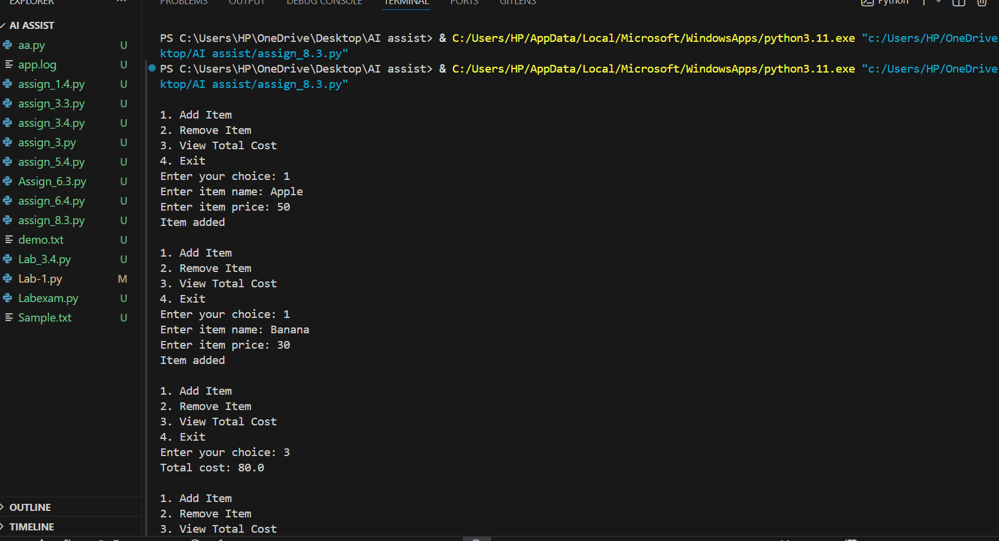 EXPLORER
PROBLEMS OUTPUT DEBUG CONSOLE TERMINAL PORTS GITLENS
Python
AI ASSIST
aa.py U
app.log U
assign_1.4.py U
assign_3.3.py U
assign_3.4.py U
assign_3.py U
assign_5.4.py U
Assign_6.3.py U
assign_6.4.py U
assign_8.3.py U
demo.txt U
Lab_3.4.py U
Lab-1.py M
Labexam.py U
Sample.txt U
OUTLINE
TIMELINE
PS C:\Users\HP\OneDrive\Desktop\AI assist> & C:/Users/HP/AppData/Local/Microsoft/WindowsApps/python3.11.exe "c:/Users/HP/OneDrive/
ktop/AI assist/assign_8.3.py"
PS C:\Users\HP\OneDrive\Desktop\AI assist> & C:/Users/HP/AppData/Local/Microsoft/WindowsApps/python3.11.exe "c:/Users/HP/OneDrive/
ktop/AI assist/assign_8.3.py"
1. Add Item
2. Remove Item
3. View Total Cost
4. Exit
Enter your choice: 1
Enter item name: Apple
Enter item price: 50
Item added
1. Add Item
2. Remove Item
3. View Total Cost
4. Exit
Enter your choice: 1
Enter item name: Banana
Enter item price: 30
Item added
1. Add Item
2. Remove Item
3. View Total Cost
4. Exit
Enter your choice: 3
Total cost: 80.0
1. Add Item
2. Remove Item
3. View Total Cost